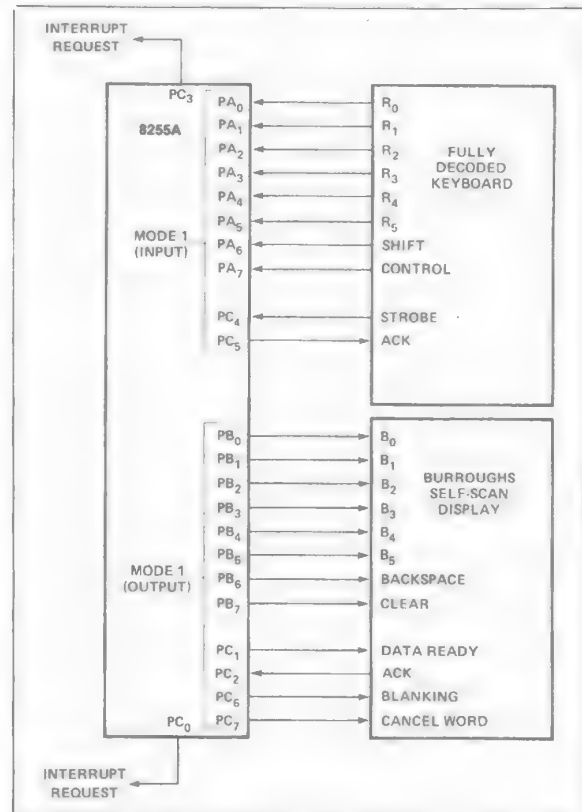 INTERRUPT
REQUEST
PC3
8255A
MODE 1
(INPUT)
PA0
PA1
PA2
PA3
PA4
PA5
PA6
PA7
PC4
PC5
R0
R1
R2
R3
R4
R5
SHIFT
CONTROL
STROBE
ACK
FULLY
DECODED
KEYBOARD
MODE 1
(OUTPUT)
PB0
PB1
PB2
PB3
PB4
PB5
PB6
PB7
PC1
PC2
PC6
PC7
B0
B1
B2
B3
B4
B5
BACKSPACE
CLEAR
DATA READY
ACK
BLANKING
CANCEL WORD
BURROUGHS
SELF-SCAN
DISPLAY
PC0
INTERRUPT
REQUEST